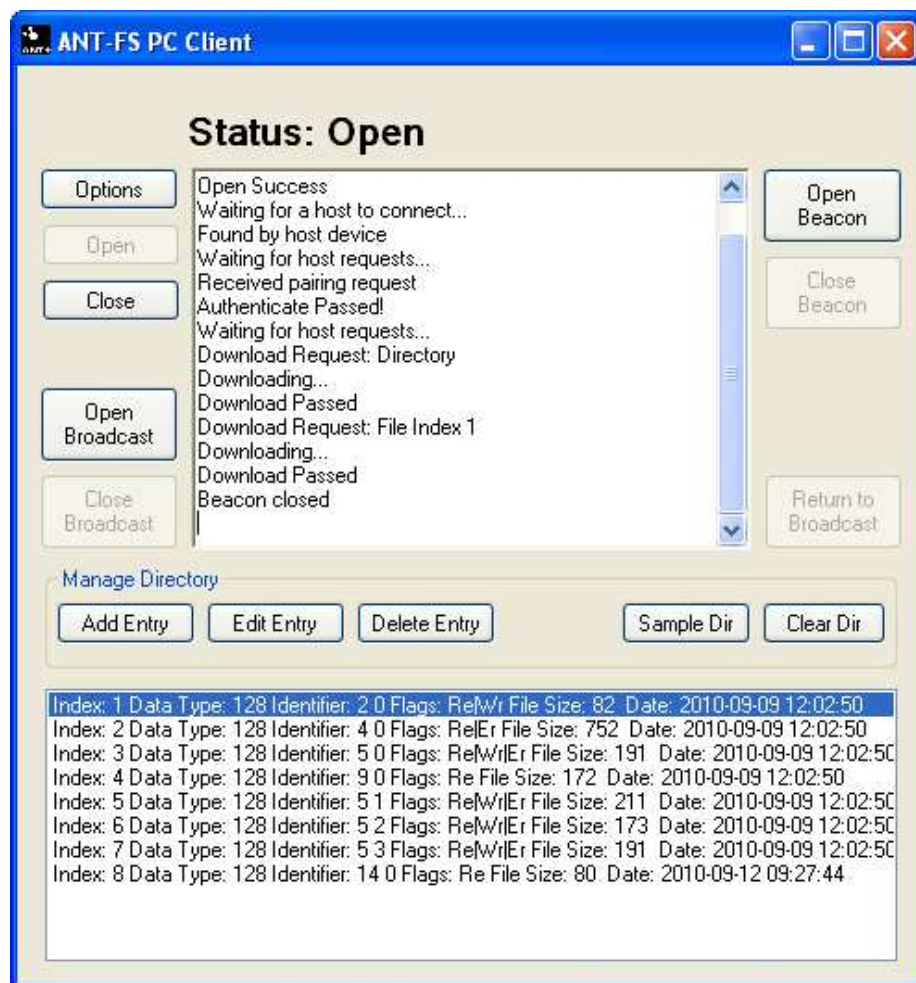 ANT+ ANT-FS PC Client
Status: Open
Options
Open
Close
Open
Broadcast
Close
Broadcast
Open Success
Waiting for a host to connect...
Found by host device
Waiting for host requests...
Received pairing request
Authenticate Passed!
Waiting for host requests...
Download Request: Directory
Downloading...
Download Passed
Download Request: File Index 1
Downloading...
Download Passed
Beacon closed
Open
Beacon
Close
Beacon
Return to
Broadcast
Manage Directory
Add Entry Edit Entry Delete Entry Sample Dir Clear Dir
Index: 1 Data Type: 128 Identifier: 2 0 Flags: Re|Wr File Size: 82 Date: 2010-09-09 12:02:50
Index: 2 Data Type: 128 Identifier: 4 0 Flags: Re|Er File Size: 752 Date: 2010-09-09 12:02:50
Index: 3 Data Type: 128 Identifier: 5 0 Flags: Re|Wr|Er File Size: 191 Date: 2010-09-09 12:02:50
Index: 4 Data Type: 128 Identifier: 9 0 Flags: Re File Size: 172 Date: 2010-09-09 12:02:50
Index: 5 Data Type: 128 Identifier: 5 1 Flags: Re|Wr|Er File Size: 211 Date: 2010-09-09 12:02:50
Index: 6 Data Type: 128 Identifier: 5 2 Flags: Re|Wr|Er File Size: 173 Date: 2010-09-09 12:02:50
Index: 7 Data Type: 128 Identifier: 5 3 Flags: Re|Wr|Er File Size: 191 Date: 2010-09-09 12:02:50
Index: 8 Data Type: 128 Identifier: 14 0 Flags: Re File Size: 80 Date: 2010-09-12 09:27:44